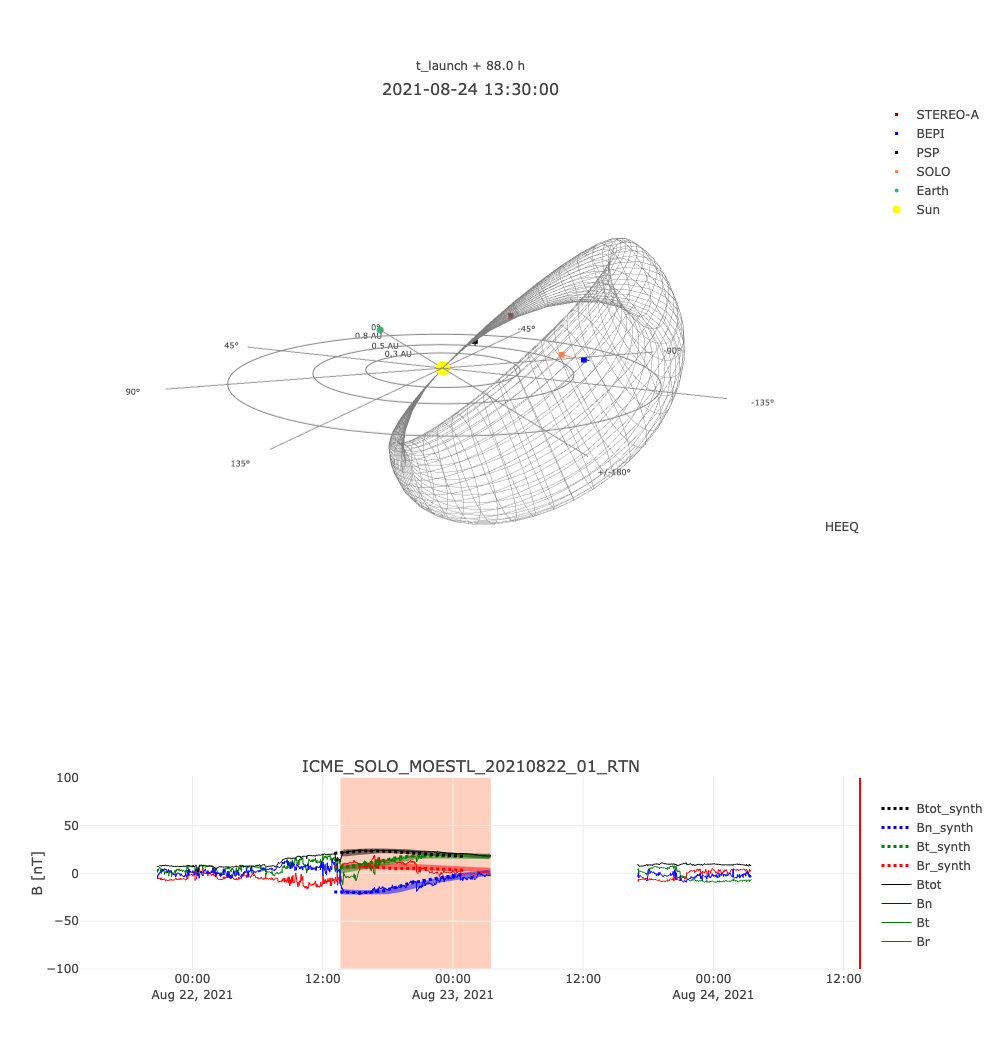 t_launch + 88.0 h
2021-08-24 13:30:00
STEREO-A
BEPI
PSP
SOLO
Earth
Sun
0°
0.8 AU
0.5 AU
0.3 AU
45°
-45°
-90°
90°
-135°
135°
+/-180°
HEEQ
ICME_SOLO_MOESTL_20210822_01_RTN
B [nT]
100
50
0
−50
−100
00:00
Aug 22, 2021
12:00
00:00
Aug 23, 2021
12:00
00:00
Aug 24, 2021
12:00
Btot_synth
Bn_synth
Bt_synth
Br_synth
Btot
Bn
Bt
Br